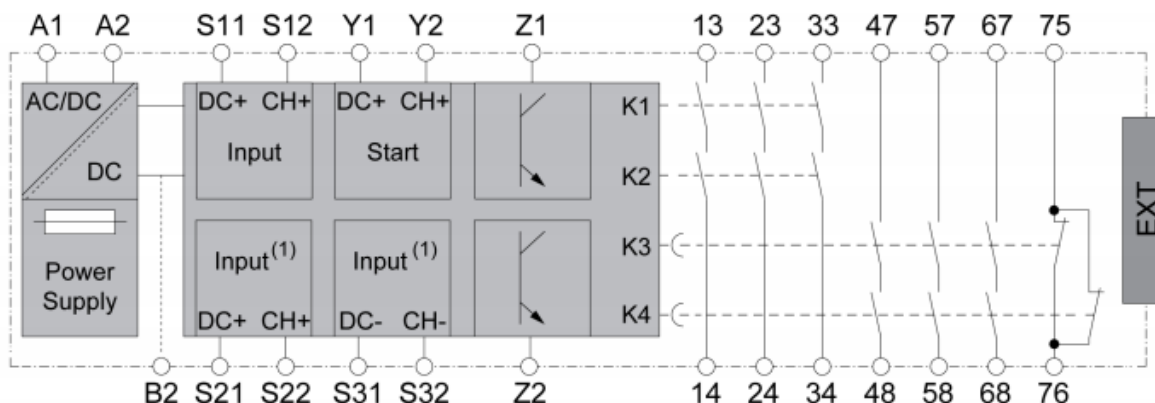 A1 A2 S11 S12 Y1 Y2 Z1 13 23 33 47 57 67 75
AC/DC DC+ CH+ DC+ CH+ K1
Input Start
DC K2
EXT
Input(1) Input(1) K3
Power
Supply
DC+ CH+ DC- CH- K4
B2 S21 S22 S31 S32 Z2 14 24 34 48 58 68 76